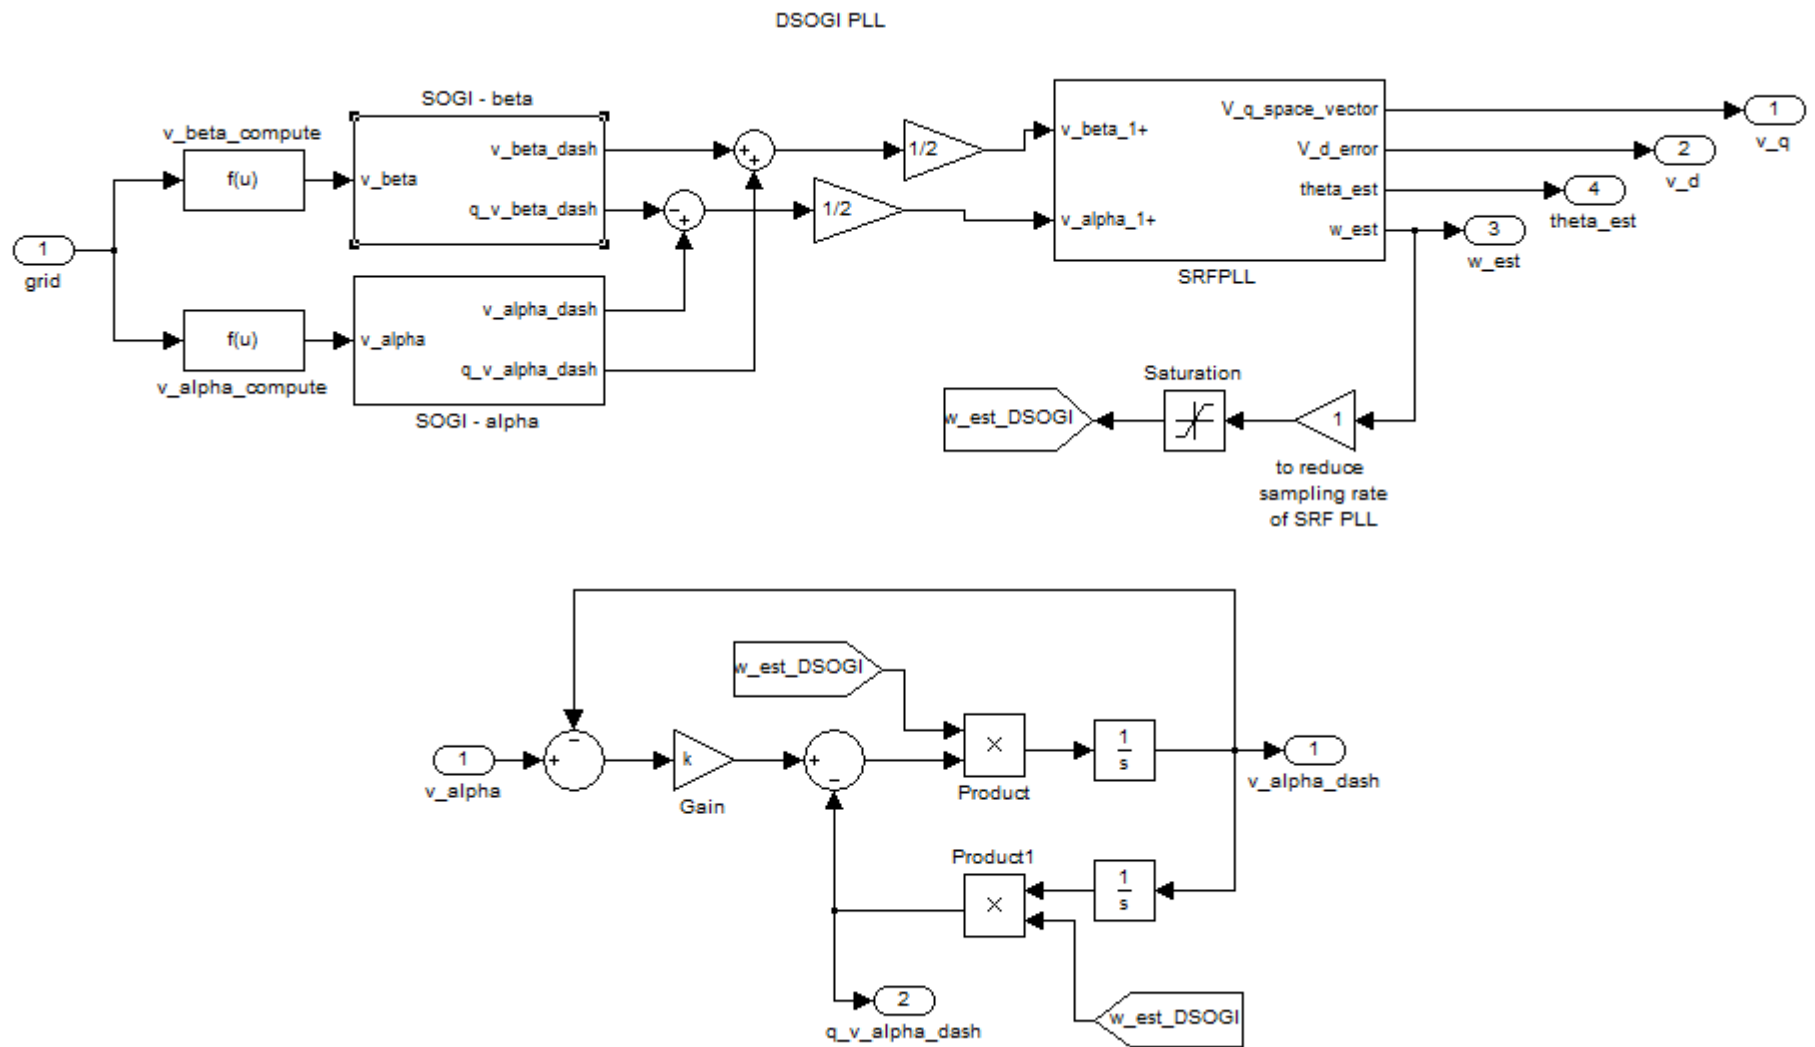 DSOGI PLL
SOGI - beta
v_beta_compute
f(u)
v_beta
v_beta_dash
q_v_beta_dash
1
grid
f(u)
v_alpha_compute
v_alpha
v_alpha_dash
q_v_alpha_dash
SOGI - alpha
+
+
-
+
1/2
1/2
v_beta_1+
v_alpha_1+
V_q_space_vector
V_d_error
theta_est
w_est
SRFPLL
1
v_q
2
v_d
4
theta_est
3
w_est
Saturation
w_est_DSOGI
1
to reduce
sampling rate
of SRF PLL
w_est_DSOGI
1
v_alpha
-
+
k
Gain
+
-
×
Product
1
s
1
v_alpha_dash
Product1
×
1
s
2
q_v_alpha_dash
w_est_DSOGI